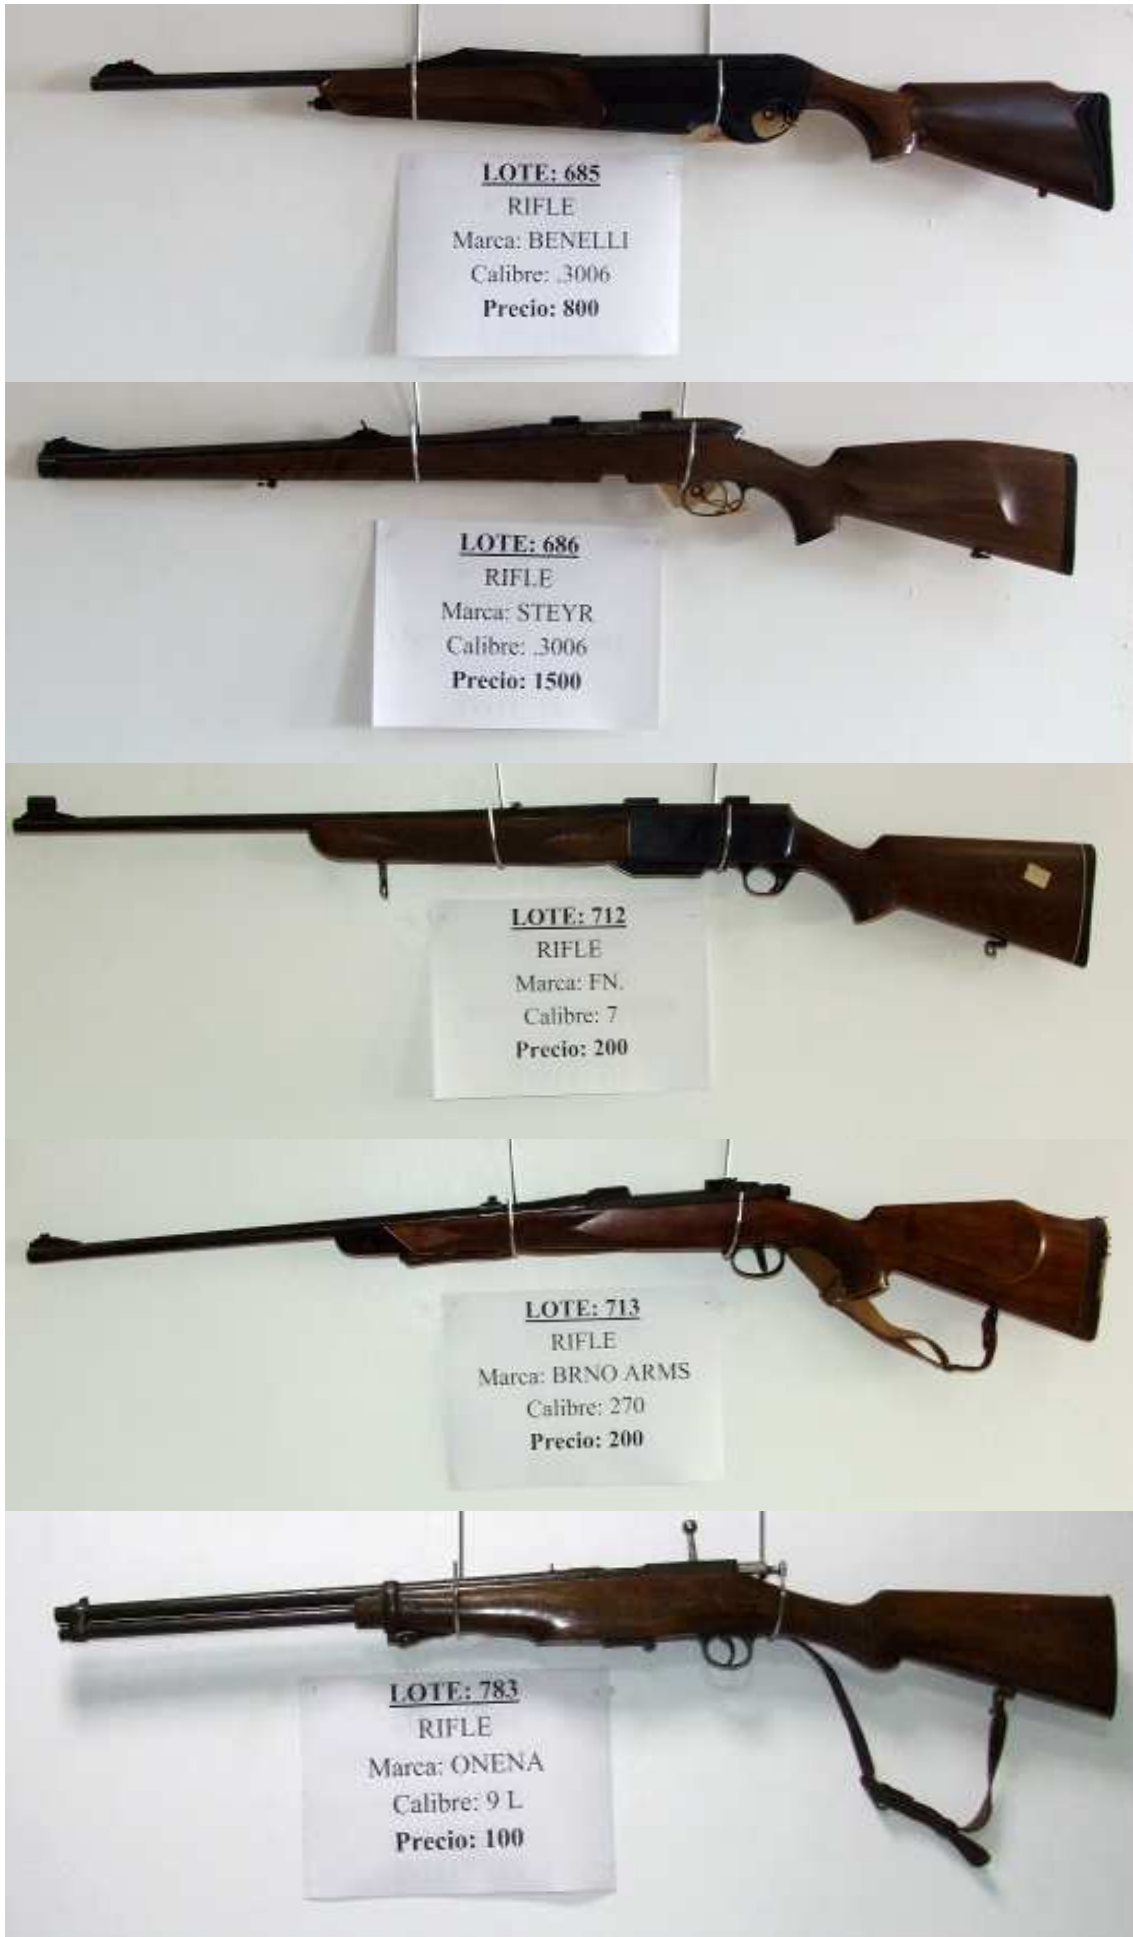 LOTE: 685
RIFLE
Marca: BENELLI
Calibre: .3006
Precio: 800
LOTE: 686
RIFLE
Marca: STEYR
Calibre: .3006
Precio: 1500
LOTE: 712
RIFLE
Marca: FN.
Calibre: 7
Precio: 200
LOTE: 713
RIFLE
Marca: BRNO ARMS
Calibre: 270
Precio: 200
LOTE: 783
RIFLE
Marca: ONENA
Calibre: 9 L
Precio: 100